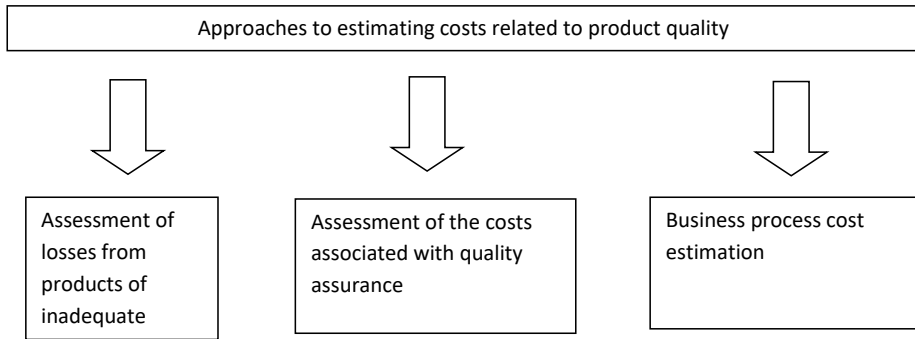 Approaches to estimating costs related to product quality
Assessment of
losses from
products of
inadequate
Assessment of the costs
associated with quality
assurance
Business process cost
estimation